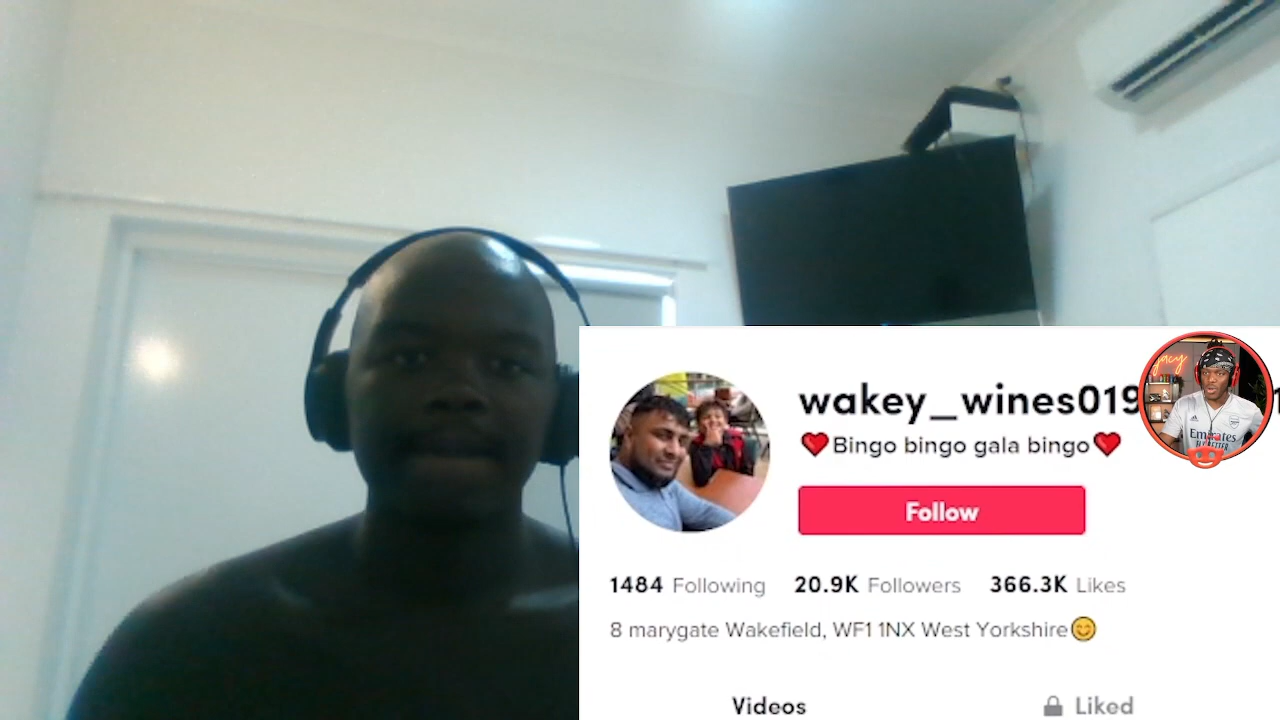 wakey_wines019
❤️Bingo bingo gala bingo❤️
Follow
1484 Following 20.9K Followers 366.3K Likes
8 marygate Wakefield, WF1 1NX West Yorkshire😊
Videos
Liked
Emirates